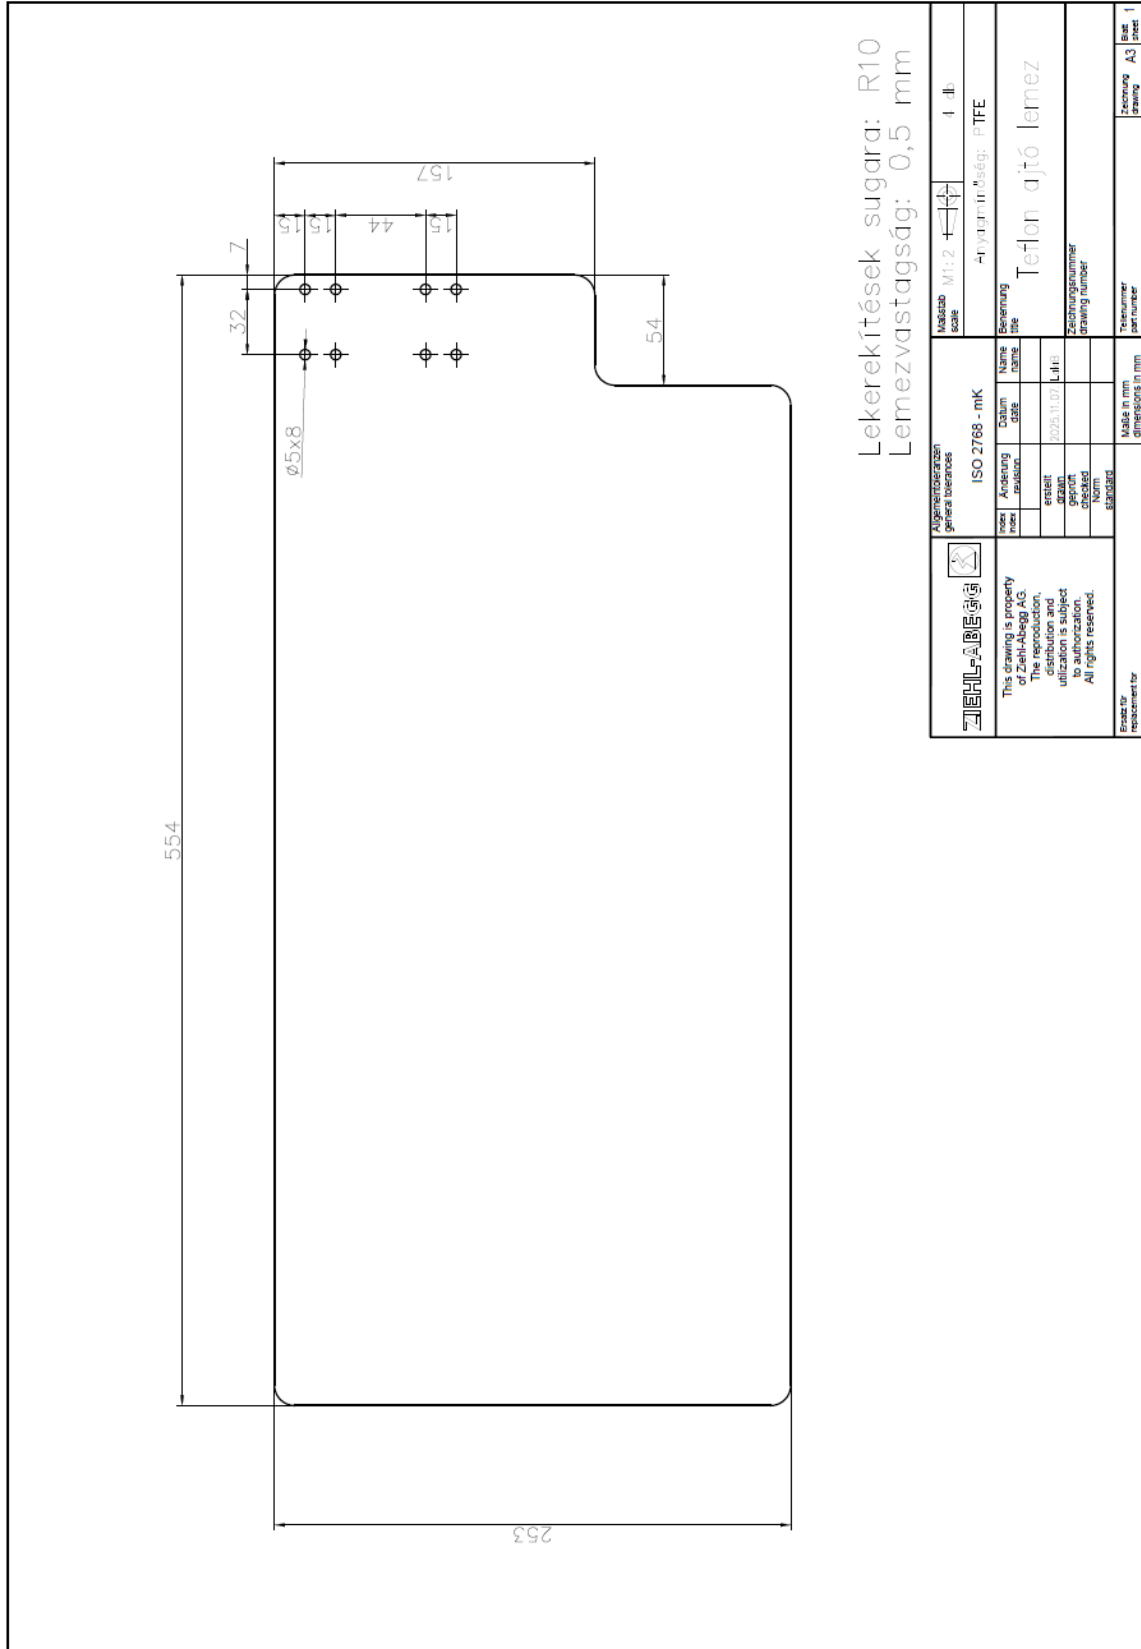 554
253
157
15
15
44
15
7
32
54
⌀5x8
Lekerekítések sugara: R10
Lemezvastagság: 0,5 mm
ZIEHL-ABEGG
This drawing is property
of Ziehl-Abegg AG.
The reproduction,
distribution and
utilization is subject
to authorization.
All rights reserved.
Ersatz für
replacement for
Allgemeintoleranzen
general tolerances
ISO 2768 - mK
Index Änderung Datum Name
index revision date name
erstellt
drawn
2025.11.07.
geprüft
checked
Norm
standard
Maße in mm
dimensions in mm
Maßstab
scale
M1:2
4 db
Anyagminőség: PTFE
Benennung
title
Teflon ajtó lemez
Zeichnungsnummer
drawing number
Teilenummer
part number
Zeichnung
drawing
A3
Blatt
sheet
1